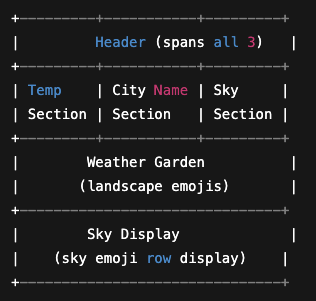 +---------+-----------+---------+
|         Header (spans all 3)   |
+---------+-----------+---------+
| Temp    | City Name | Sky     |
| Section | Section   | Section |
+---------+-----------+---------+
|        Weather Garden          |
|       (landscape emojis)       |
+-------------------------------+
|        Sky Display             |
|    (sky emoji row display)     |
+-------------------------------+